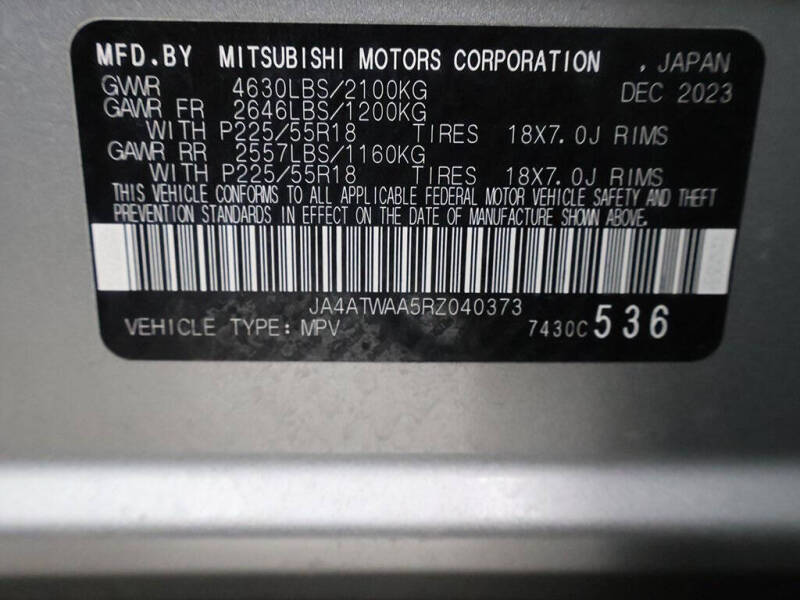 MFD.BY MITSUBISHI MOTORS CORPORATION , JAPAN
GVWR 4630LBS/2100KG DEC 2023
GAWR FR 2646LBS/1200KG
WITH P225/55R18 TIRES 18X7.0J RIMS
GAWR RR 2557LBS/1160KG
WITH P225/55R18 TIRES 18X7.0J RIMS
THIS VEHICLE CONFORMS TO ALL APPLICABLE FEDERAL MOTOR VEHICLE SAFETY AND THEFT
PREVENTION STANDARDS IN EFFECT ON THE DATE OF MANUFACTURE SHOWN ABOVE.
JA4ATWAA5RZ040373
VEHICLE TYPE: MPV 7430C 536